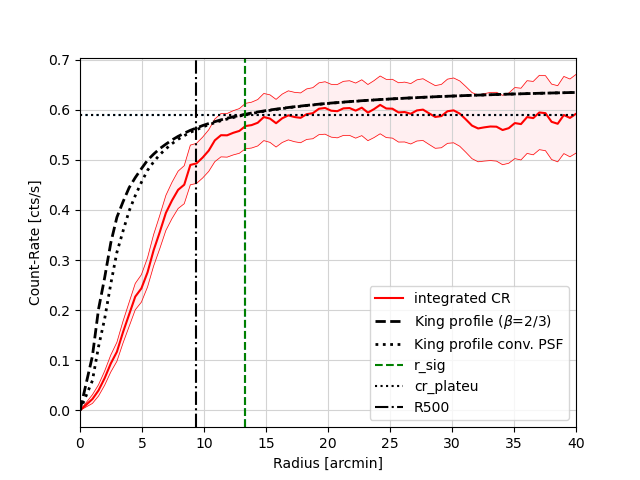 0.7
0.6
0.5
0.4
0.3
0.2
0.1
0.0
Count-Rate [cts/s]
integrated CR
King profile (β=2/3)
King profile conv. PSF
r_sig
cr_plateu
R500
0 5 10 15 20 25 30 35 40
Radius [arcmin]